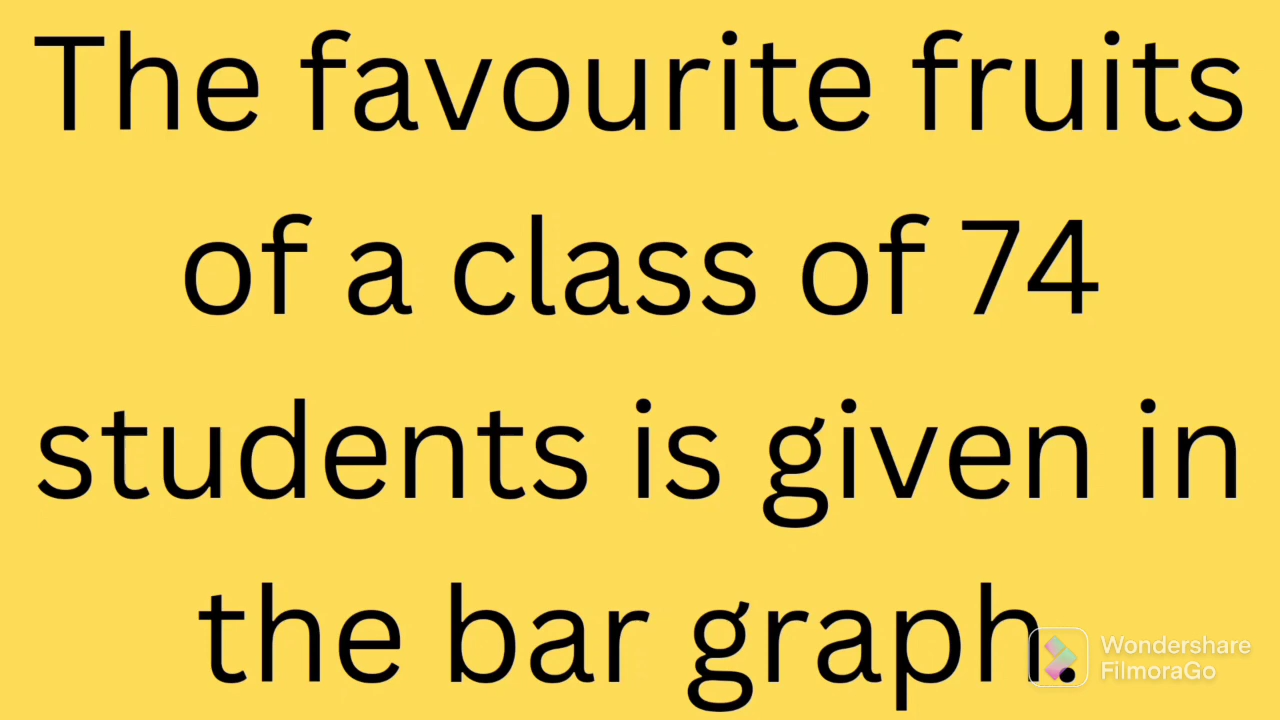 The favourite fruits
of a class of 74
students is given in
the bar graph.
Wondershare
FilmoraGo